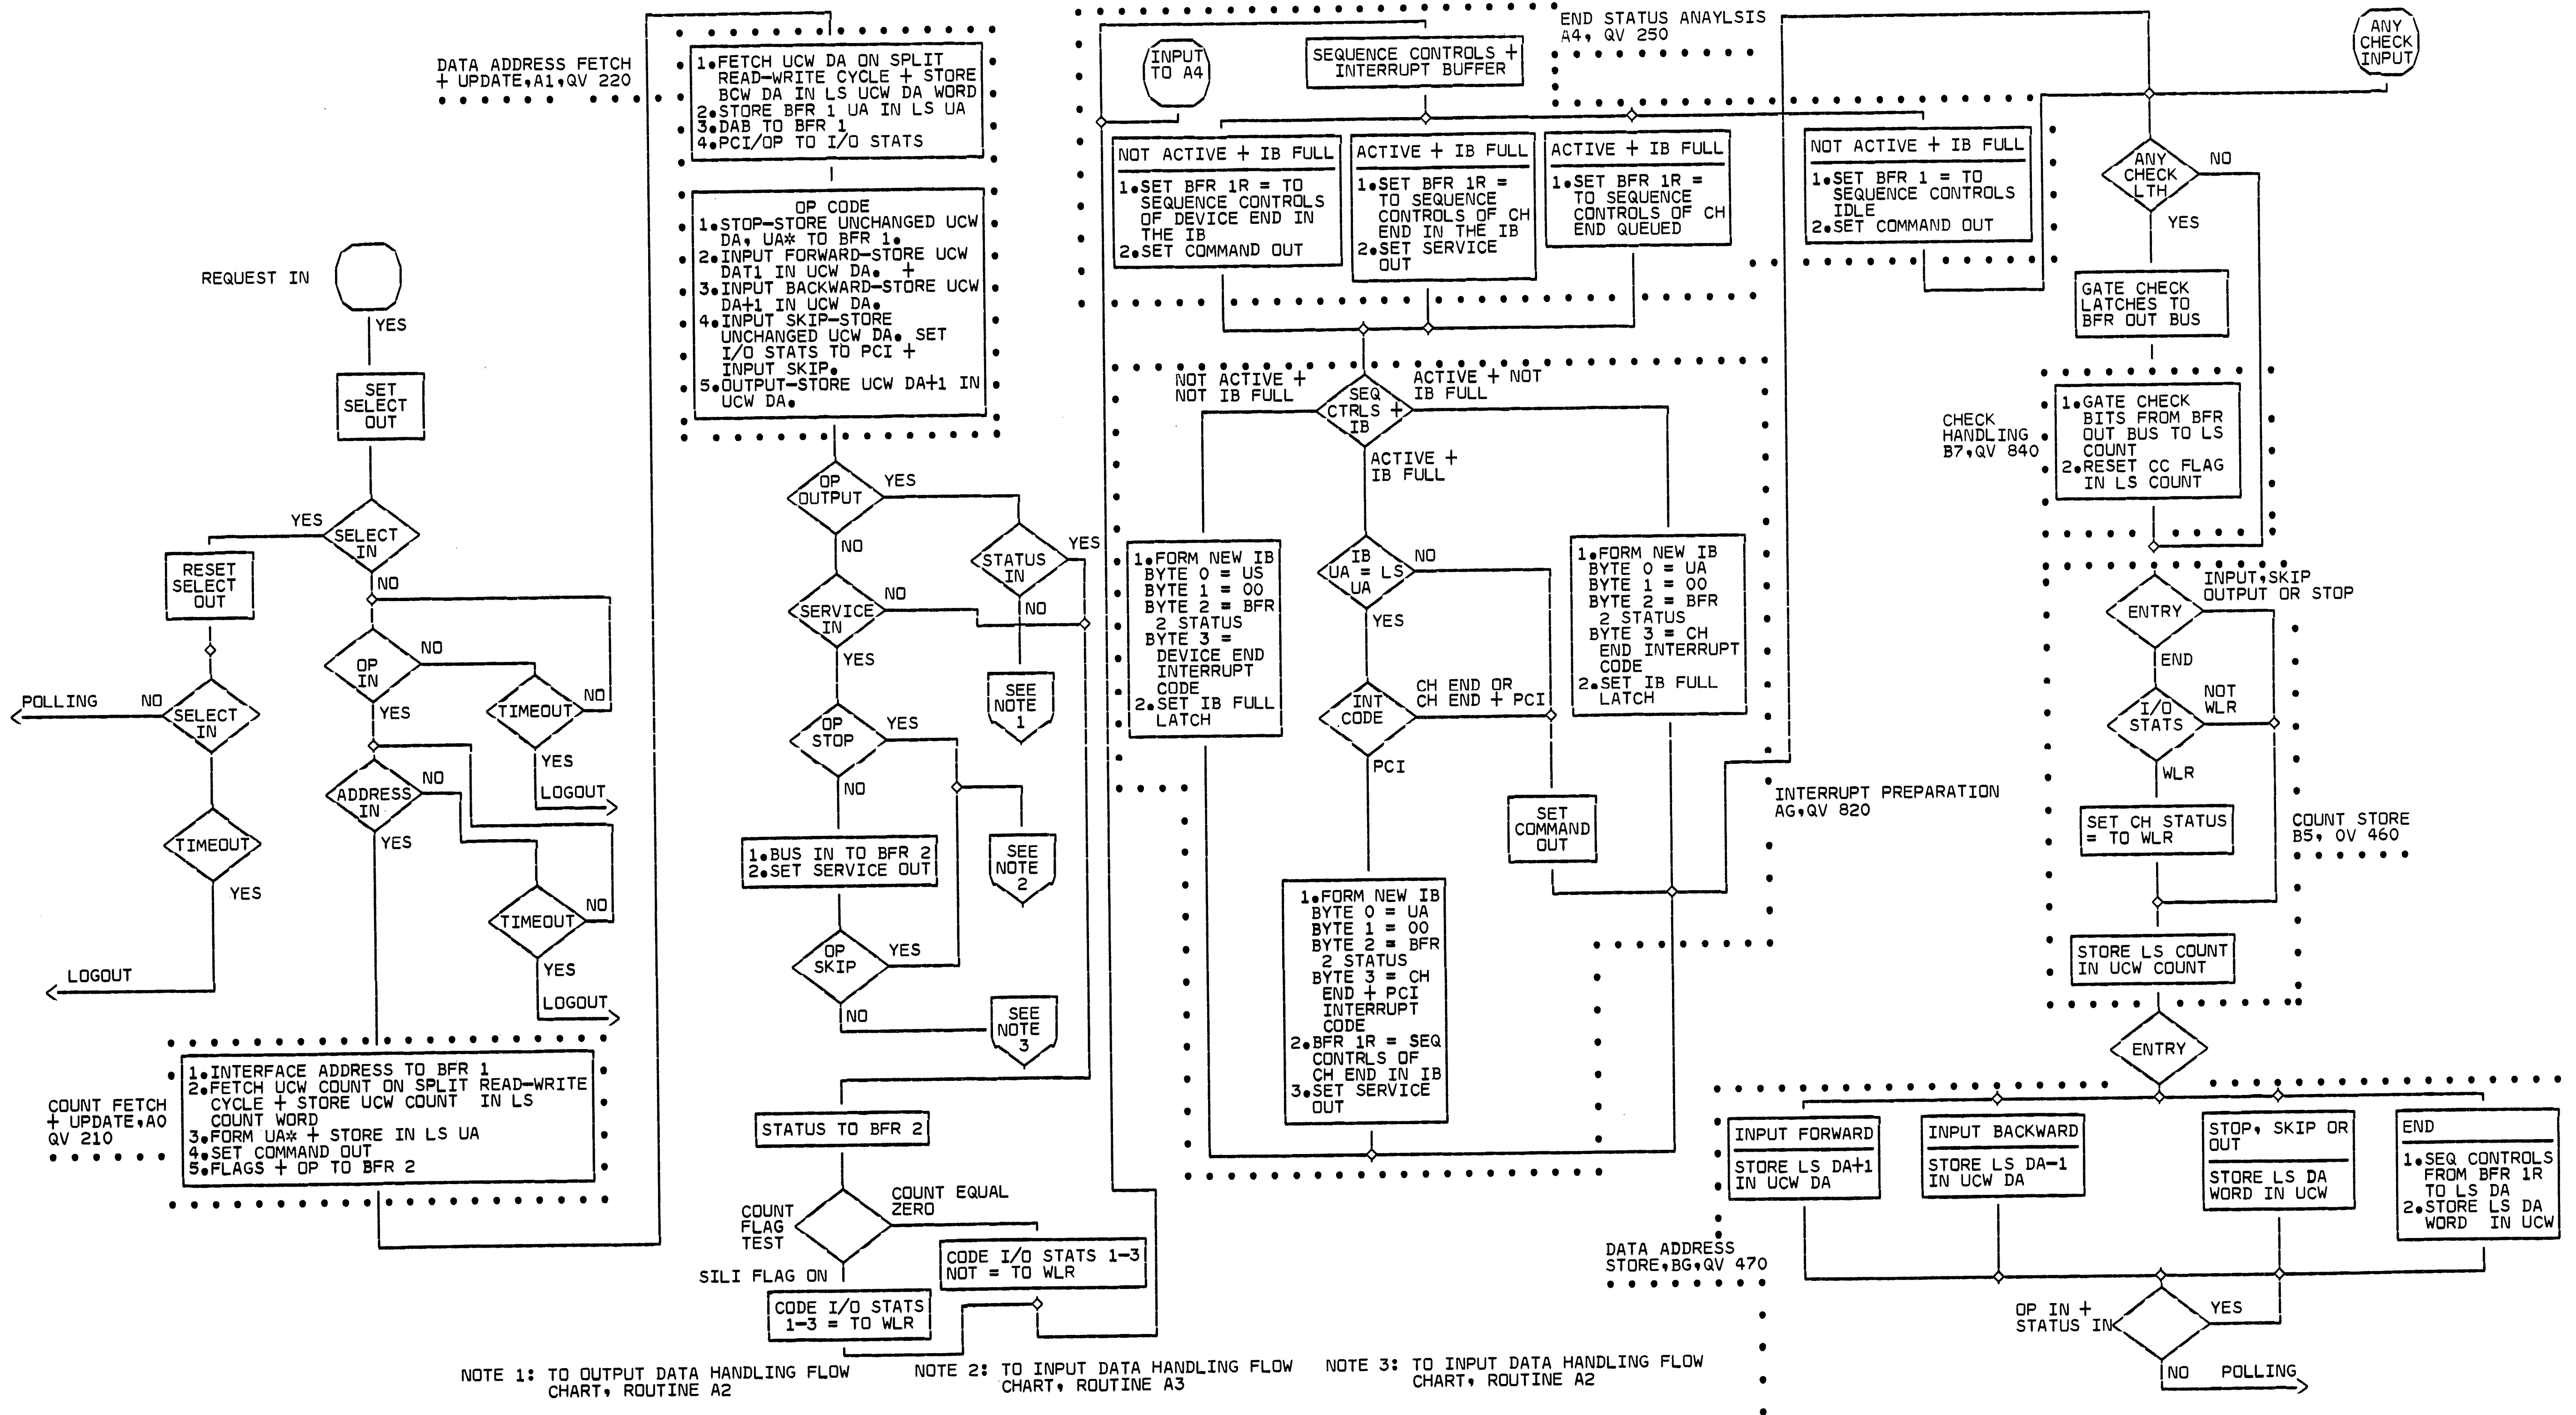 REQUEST IN
YES
SET
SELECT
OUT
SELECT
IN
YES
NO
RESET
SELECT
OUT
SELECT
IN
NO
POLLING
TIMEOUT
YES
LOGOUT
OP
IN
NO
YES
TIMEOUT
NO
YES
LOGOUT
ADDRESS
IN
NO
YES
TIMEOUT
NO
YES
LOGOUT
COUNT FETCH
+ UPDATE,A0
QV 210
1.INTERFACE ADDRESS TO BFR 1
2.FETCH UCW COUNT ON SPLIT READ-WRITE
CYCLE + STORE UCW COUNT IN LS
COUNT WORD
3.FORM UA* + STORE IN LS UA
4.SET COMMAND OUT
5.FLAGS + OP TO BFR 2
DATA ADDRESS FETCH
+ UPDATE,A1,QV 220
1.FETCH UCW DA ON SPLIT
READ-WRITE CYCLE + STORE
BCW DA IN LS UCW DA WORD
2.STORE BFR 1 UA IN LS UA
3.DAB TO BFR 1
4.PCI/OP TO I/O STATS
OP CODE
1.STOP-STORE UNCHANGED UCW
DA, UA* TO BFR 1.
2.INPUT FORWARD-STORE UCW
DAT1 IN UCW DA. +
3.INPUT BACKWARD-STORE UCW
DA+1 IN UCW DA.
4.INPUT SKIP-STORE
UNCHANGED UCW DA. SET
I/O STATS TO PCI +
INPUT SKIP.
5.OUTPUT-STORE UCW DA+1 IN
UCW DA.
OP
OUTPUT
YES
NO
STATUS
IN
YES
NO
SEE
NOTE
1
SERVICE
IN
NO
YES
OP
STOP
YES
NO
SEE
NOTE
2
1.BUS IN TO BFR 2
2.SET SERVICE OUT
OP
SKIP
YES
NO
SEE
NOTE
3
STATUS TO BFR 2
COUNT
FLAG
TEST
COUNT EQUAL
ZERO
SILI FLAG ON
CODE I/O STATS 1-3
NOT = TO WLR
CODE I/O STATS
1-3 = TO WLR
NOTE 1: TO OUTPUT DATA HANDLING FLOW
CHART, ROUTINE A2
NOTE 2: TO INPUT DATA HANDLING FLOW
CHART, ROUTINE A3
NOTE 3: TO INPUT DATA HANDLING FLOW
CHART, ROUTINE A2
INPUT
TO A4
SEQUENCE CONTROLS +
INTERRUPT BUFFER
END STATUS ANAYLSIS
A4, QV 250
NOT ACTIVE + IB FULL
1.SET BFR 1R = TO
SEQUENCE CONTROLS
OF DEVICE END IN
THE IB
2.SET COMMAND OUT
ACTIVE + IB FULL
1.SET BFR 1R =
TO SEQUENCE
CONTROLS OF CH
END IN THE IB
2.SET SERVICE
OUT
ACTIVE + IB FULL
1.SET BFR 1R =
TO SEQUENCE
CONTROLS OF CH
END QUEUED
NOT ACTIVE + IB FULL
1.SET BFR 1 = TO
SEQUENCE CONTROLS
IDLE
2.SET COMMAND OUT
NOT ACTIVE +
NOT IB FULL
SEQ
CTRLS +
IB
ACTIVE + NOT
IB FULL
ACTIVE +
IB FULL
1.FORM NEW IB
BYTE 0 = US
BYTE 1 = 00
BYTE 2 = BFR
2 STATUS
BYTE 3 =
DEVICE END
INTERRUPT
CODE
2.SET IB FULL
LATCH
IB
UA = LS
UA
NO
YES
INT
CODE
CH END OR
CH END + PCI
PCI
1.FORM NEW IB
BYTE 0 = UA
BYTE 1 = 00
BYTE 2 = BFR
2 STATUS
BYTE 3 = CH
END INTERRUPT
CODE
2.SET IB FULL
LATCH
SET
COMMAND
OUT
INTERRUPT PREPARATION
AG,QV 820
1.FORM NEW IB
BYTE 0 = UA
BYTE 1 = 00
BYTE 2 = BFR
2 STATUS
BYTE 3 = CH
END + PCI
INTERRUPT
CODE
2.BFR 1R = SEQ
CONTRLS OF
CH END IN IB
3.SET SERVICE
OUT
ANY
CHECK
INPUT
ANY
CHECK
LTH
NO
YES
GATE CHECK
LATCHES TO
BFR OUT BUS
CHECK
HANDLING
B7,QV 840
1.GATE CHECK
BITS FROM BFR
OUT BUS TO LS
COUNT
2.RESET CC FLAG
IN LS COUNT
ENTRY
INPUT,SKIP
OUTPUT OR STOP
END
I/O
STATS
NOT
WLR
WLR
SET CH STATUS
= TO WLR
COUNT STORE
B5, OV 460
STORE LS COUNT
IN UCW COUNT
ENTRY
INPUT FORWARD
STORE LS DA+1
IN UCW DA
INPUT BACKWARD
STORE LS DA-1
IN UCW DA
STOP, SKIP OR
OUT
STORE LS DA
WORD IN UCW
END
1.SEQ CONTROLS
FROM BFR 1R
TO LS DA
2.STORE LS DA
WORD IN UCW
DATA ADDRESS
STORE,BG,QV 470
OP IN +
STATUS IN
YES
NO
POLLING